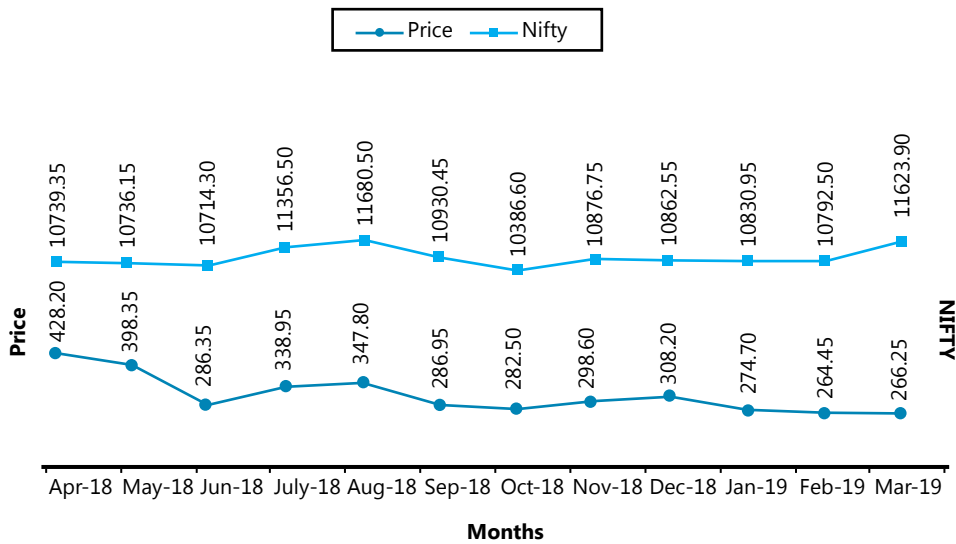 Price Nifty
10739.35 10736.15 10714.30 11356.50 11680.50 10930.45 10386.60 10876.75 10862.55 10830.95 10792.50 11623.90
Price
NIFTY
428.20 398.35 286.35 338.95 347.80 286.95 282.50 298.60 308.20 274.70 264.45 266.25
Apr-18 May-18 Jun-18 July-18 Aug-18 Sep-18 Oct-18 Nov-18 Dec-18 Jan-19 Feb-19 Mar-19
Months